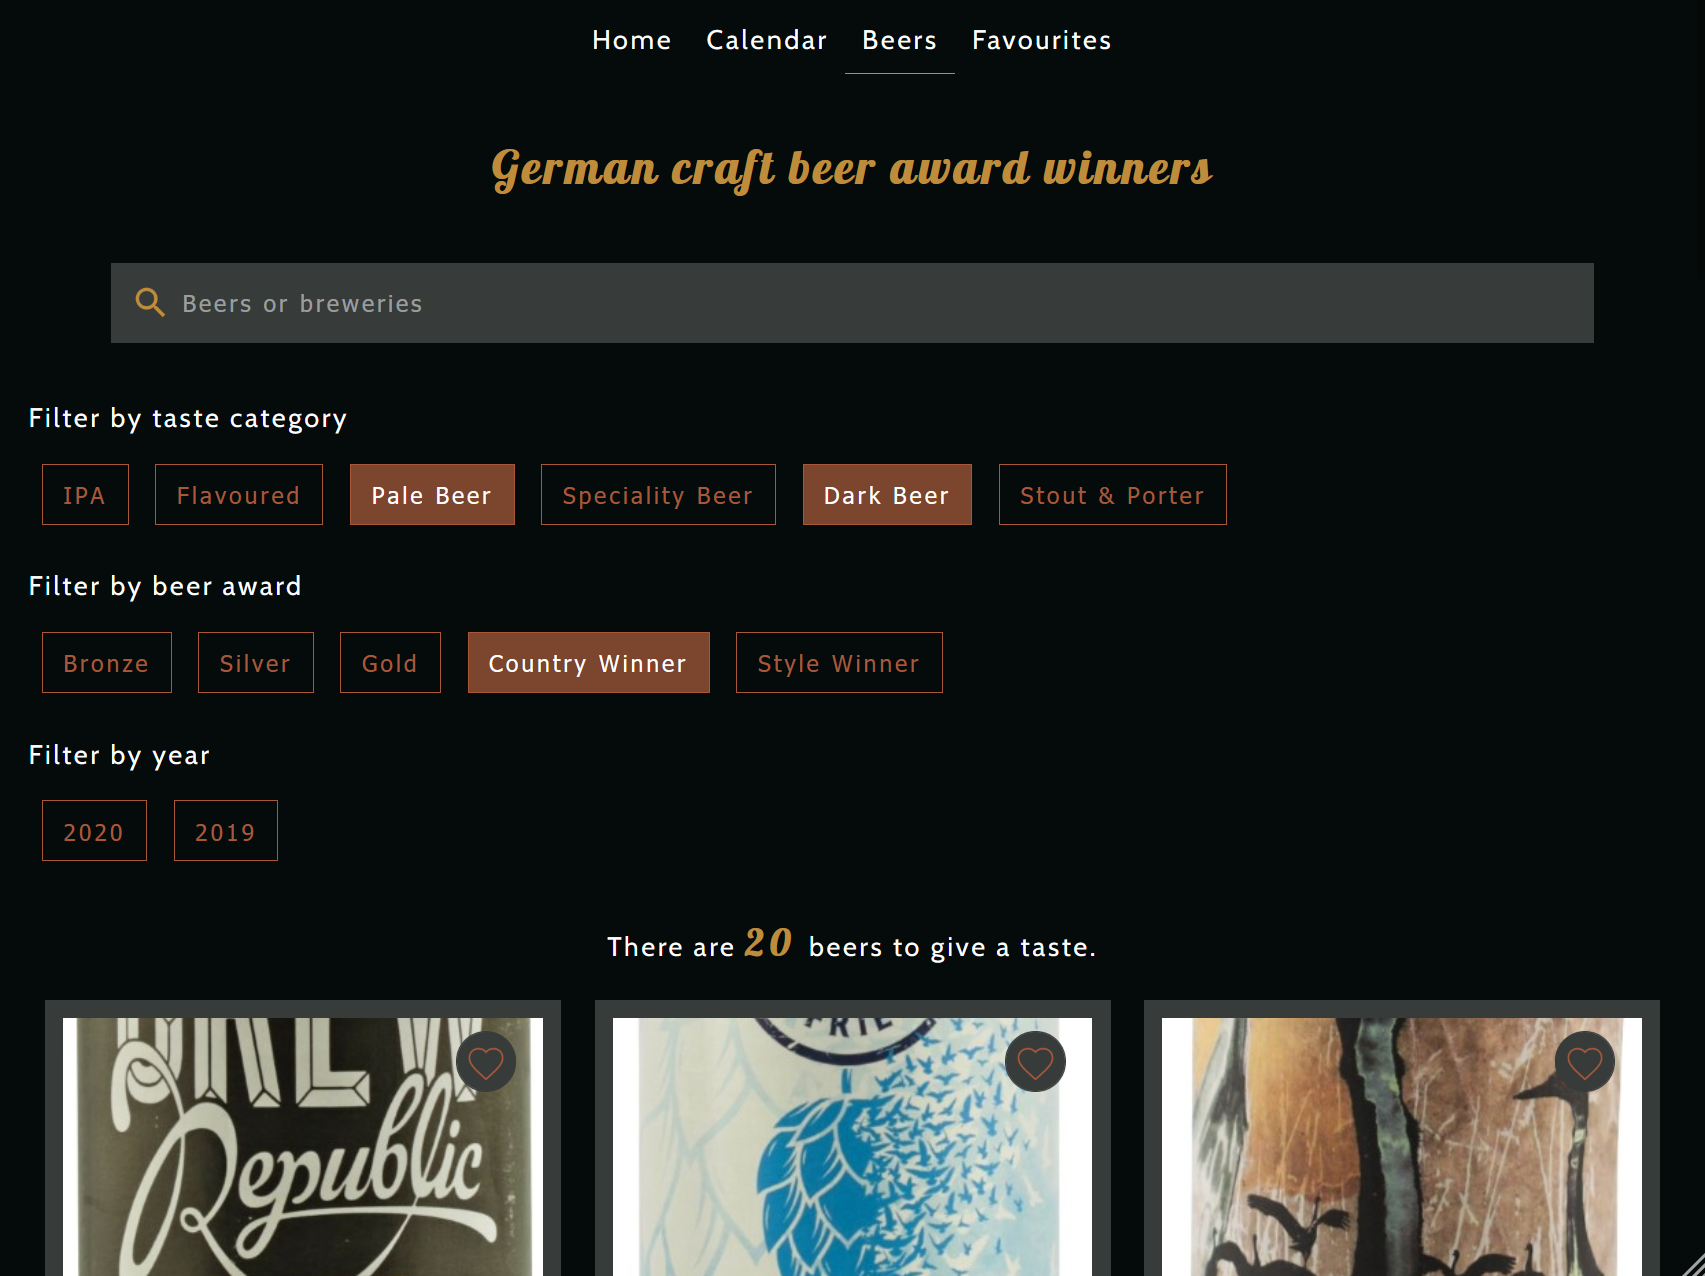 Home Calendar Beers Favourites
German craft beer award winners
Beers or breweries
Filter by taste category
IPA Flavoured Pale Beer Speciality Beer Dark Beer Stout & Porter
Filter by beer award
Bronze Silver Gold Country Winner Style Winner
Filter by year
2020 2019
There are 20 beers to give a taste.
BREW
Republic